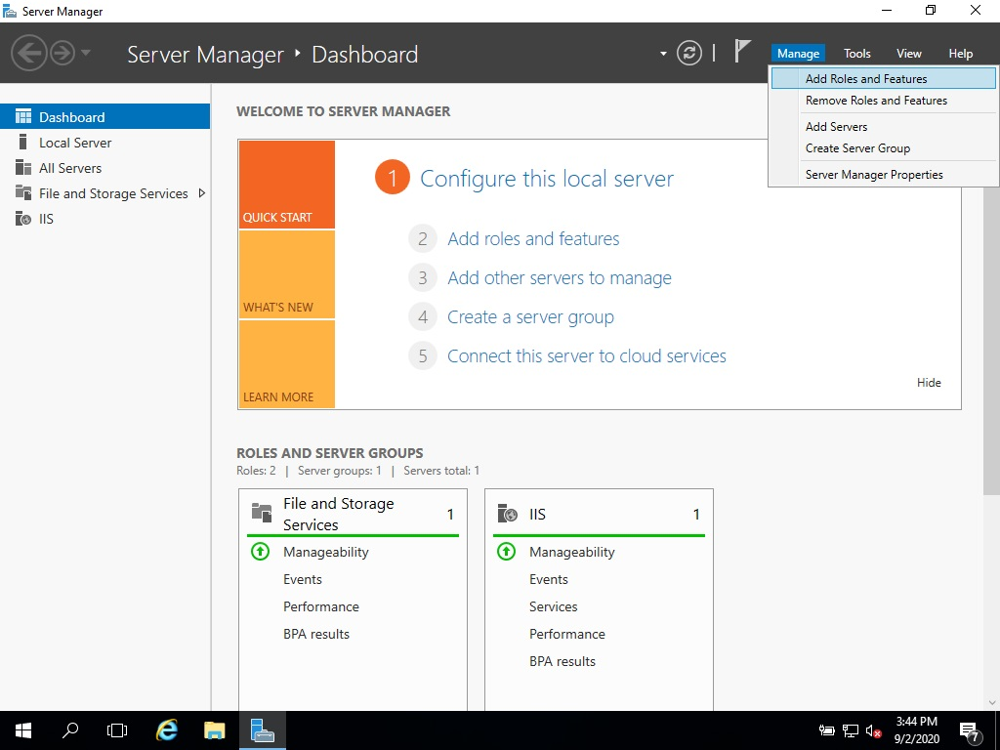 Server Manager
Server Manager ‣ Dashboard
Manage Tools View Help
Add Roles and Features
Remove Roles and Features
Add Servers
Create Server Group
Server Manager Properties
Dashboard
Local Server
All Servers
File and Storage Services
IIS
WELCOME TO SERVER MANAGER
QUICK START
WHAT'S NEW
LEARN MORE
1 Configure this local server
2 Add roles and features
3 Add other servers to manage
4 Create a server group
5 Connect this server to cloud services
Hide
ROLES AND SERVER GROUPS
Roles: 2 | Server groups: 1 | Servers total: 1
File and Storage
Services 1
Manageability
Events
Performance
BPA results
IIS 1
Manageability
Events
Services
Performance
BPA results
3:44 PM
9/2/2020
7